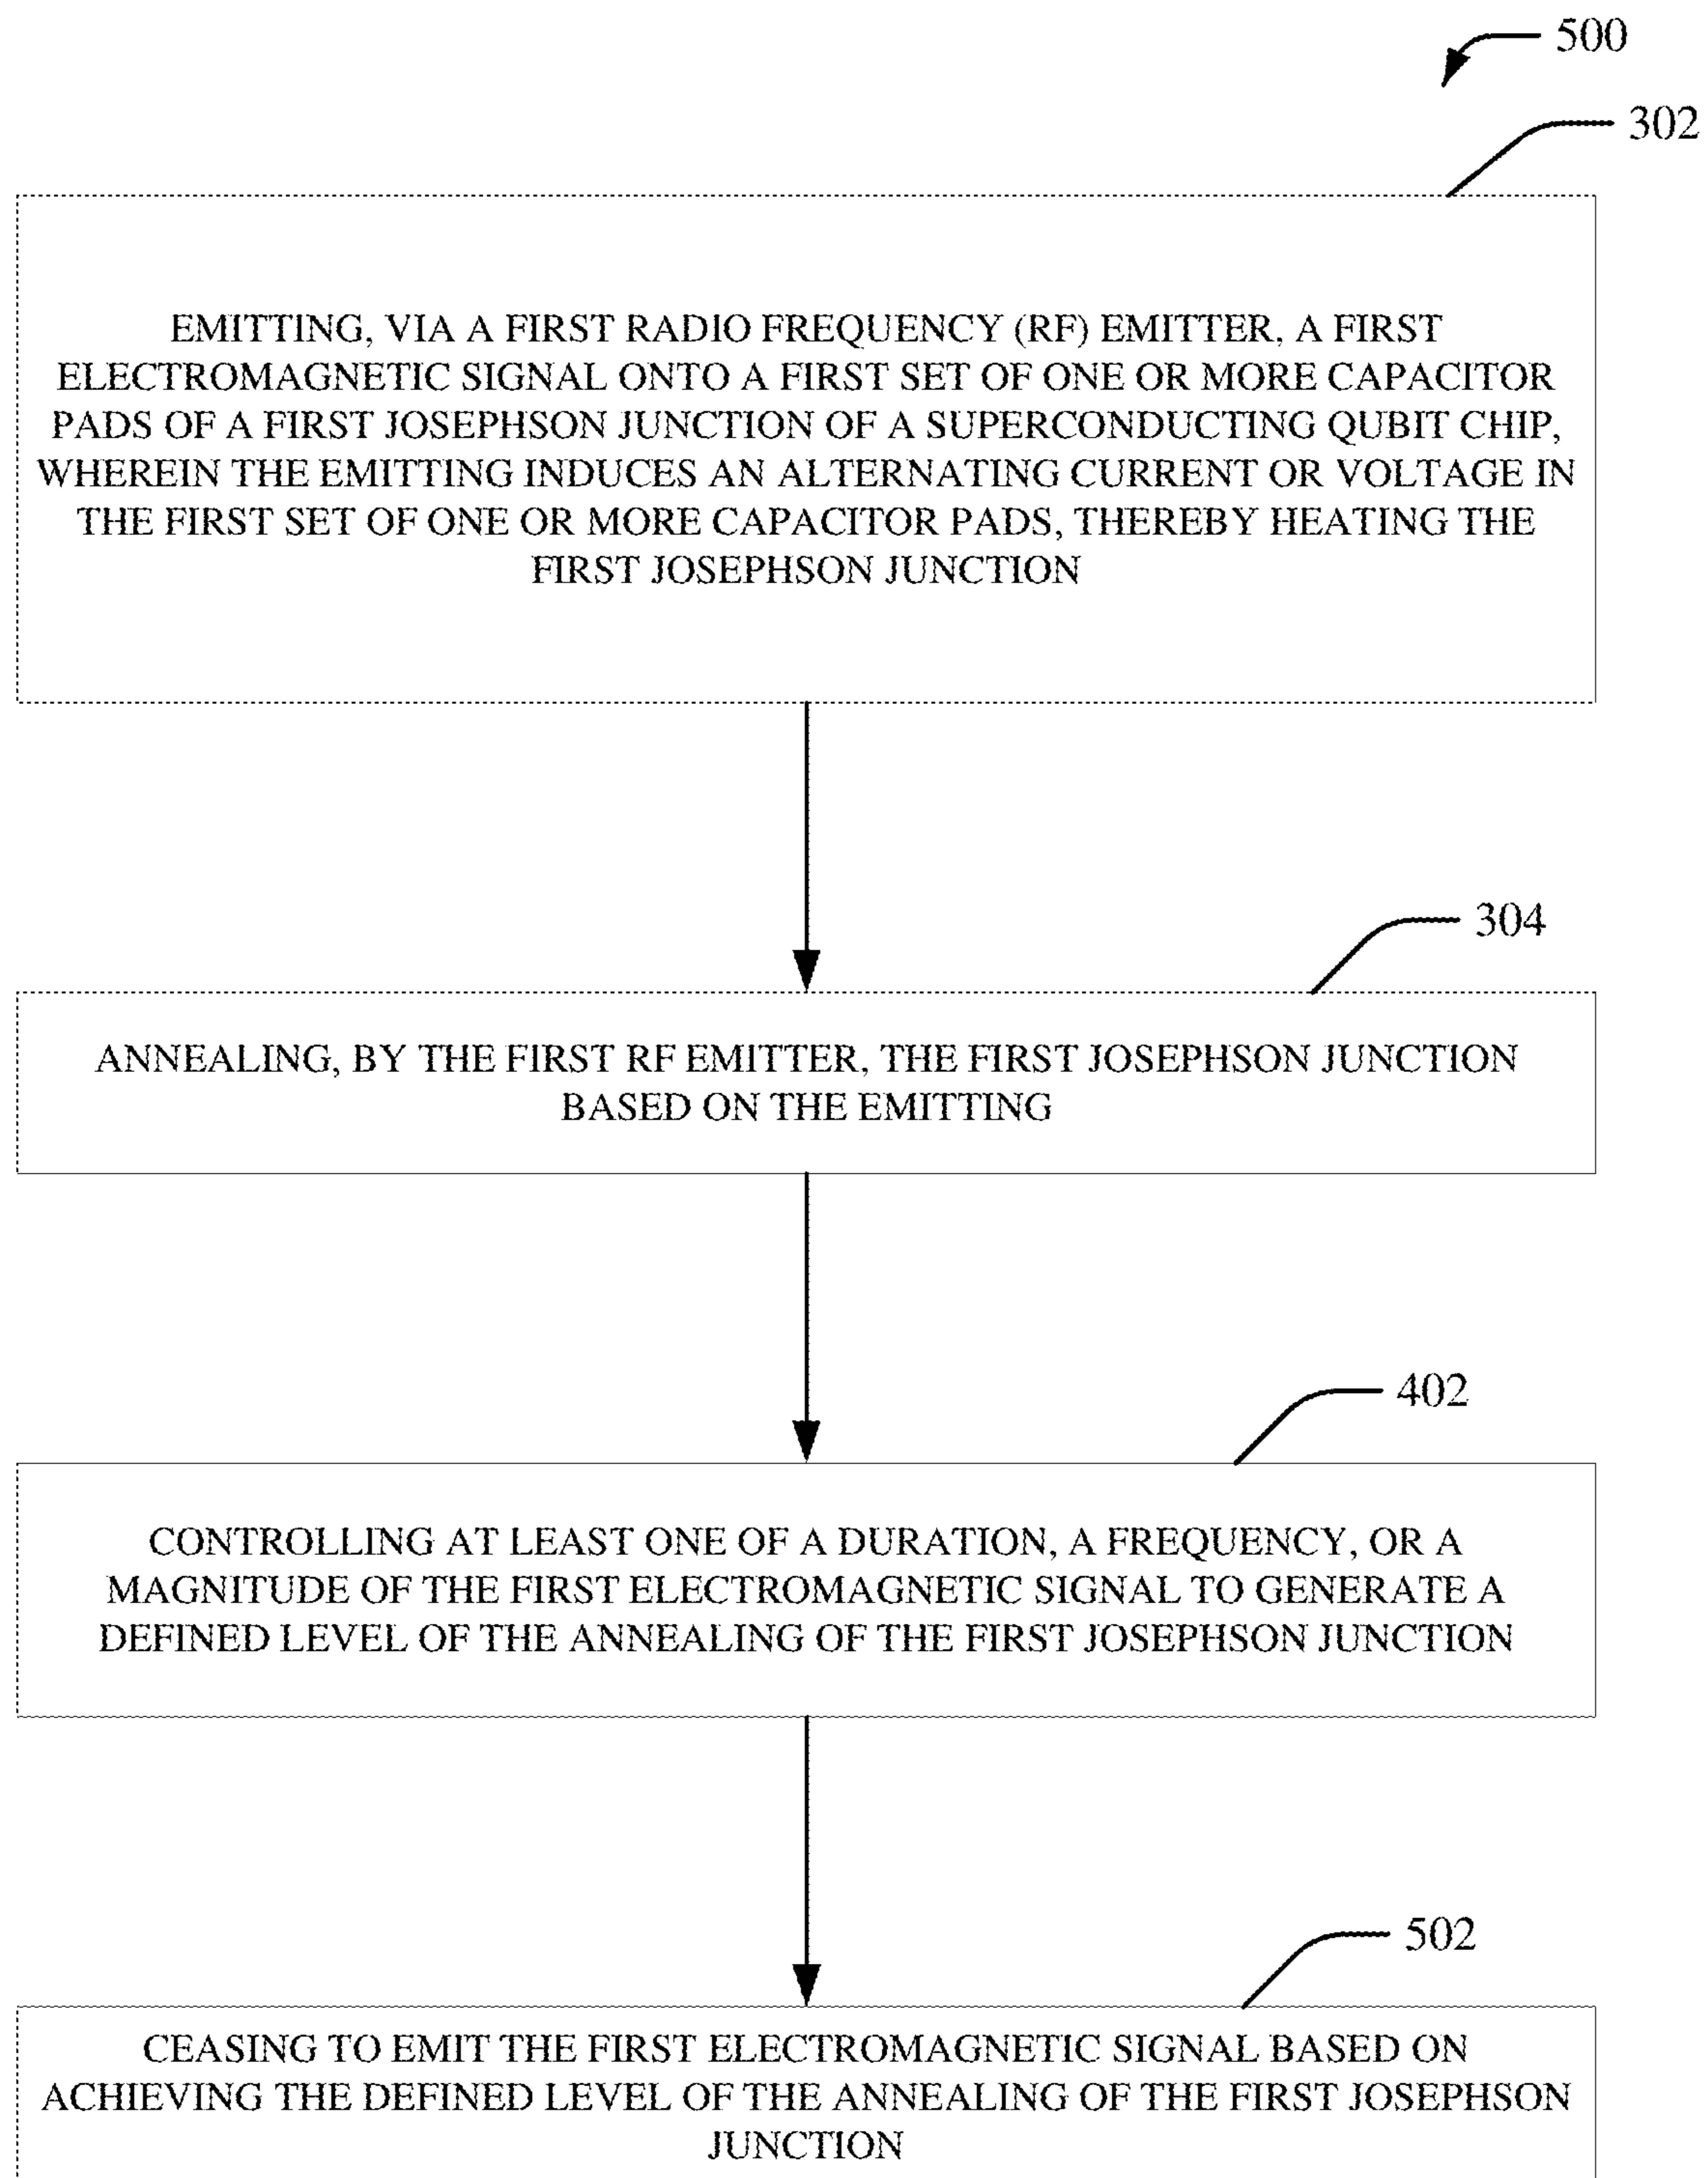 500
302
EMITTING, VIA A FIRST RADIO FREQUENCY (RF) EMITTER, A FIRST
ELECTROMAGNETIC SIGNAL ONTO A FIRST SET OF ONE OR MORE CAPACITOR
PADS OF A FIRST JOSEPHSON JUNCTION OF A SUPERCONDUCTING QUBIT CHIP,
WHEREIN THE EMITTING INDUCES AN ALTERNATING CURRENT OR VOLTAGE IN
THE FIRST SET OF ONE OR MORE CAPACITOR PADS, THEREBY HEATING THE
FIRST JOSEPHSON JUNCTION
304
ANNEALING, BY THE FIRST RF EMITTER, THE FIRST JOSEPHSON JUNCTION
BASED ON THE EMITTING
402
CONTROLLING AT LEAST ONE OF A DURATION, A FREQUENCY, OR A
MAGNITUDE OF THE FIRST ELECTROMAGNETIC SIGNAL TO GENERATE A
DEFINED LEVEL OF THE ANNEALING OF THE FIRST JOSEPHSON JUNCTION
502
CEASING TO EMIT THE FIRST ELECTROMAGNETIC SIGNAL BASED ON
ACHIEVING THE DEFINED LEVEL OF THE ANNEALING OF THE FIRST JOSEPHSON
JUNCTION